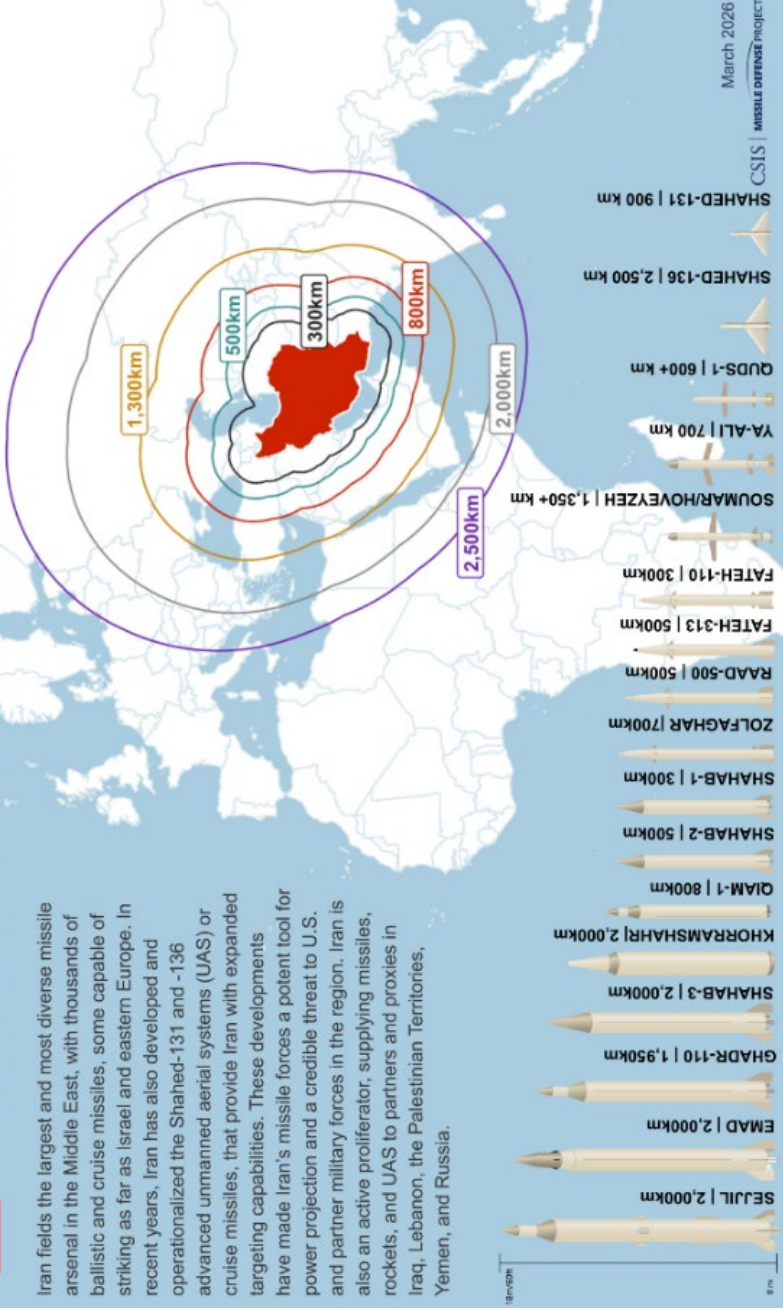 Iran fields the largest and most diverse missile
arsenal in the Middle East, with thousands of
ballistic and cruise missiles, some capable of
striking as far as Israel and eastern Europe. In
recent years, Iran has also developed and
operationalized the Shahed-131 and -136
advanced unmanned aerial systems (UAS) or
cruise missiles, that provide Iran with expanded
targeting capabilities. These developments
have made Iran's missile forces a potent tool for
power projection and a credible threat to U.S.
and partner military forces in the region. Iran is
also an active proliferator, supplying missiles,
rockets, and UAS to partners and proxies in
Iraq, Lebanon, the Palestinian Territories,
Yemen, and Russia.
1,300km
500km
300km
800km
2,000km
2,500km
18m/60ft
0 m
SEJJIL | 2,000km
EMAD | 2,000km
GHADR-110 | 1,950km
SHAHAB-3 | 2,000km
KHORRAMSHAHR| 2,000km
QIAM-1 | 800km
SHAHAB-2 | 500km
SHAHAB-1 | 300km
ZOLFAGHAR |700km
RAAD-500 | 500km
FATEH-313 | 500km
FATEH-110 | 300km
SOUMAR/HOVEYZEH | 1,350+ km
YA-ALI | 700 km
QUDS-1 | 600+ km
SHAHED-136 | 2,500 km
SHAHED-131 | 900 km
March 2026
CSIS | MISSILE DEFENSE PROJECT